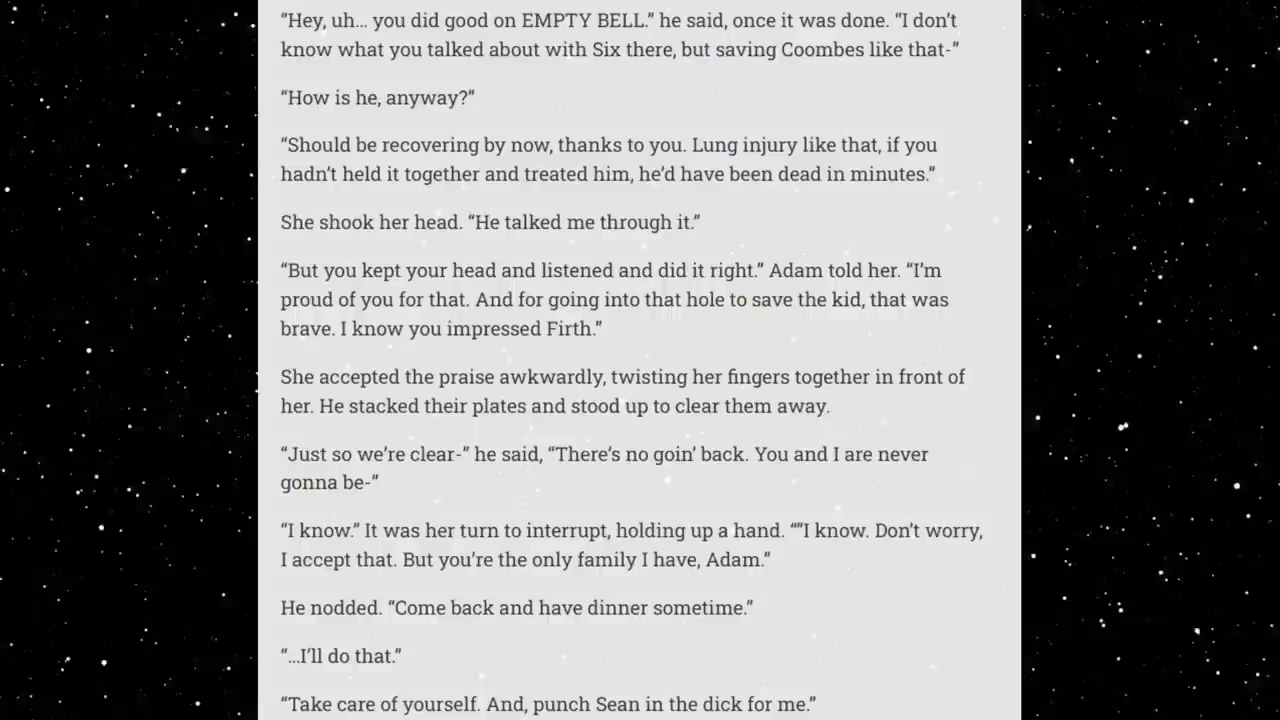 “Hey, uh… you did good on EMPTY BELL.” he said, once it was done. “I don’t
know what you talked about with Six there, but saving Coombes like that-”
“How is he, anyway?”
“Should be recovering by now, thanks to you. Lung injury like that, if you
hadn’t held it together and treated him, he’d have been dead in minutes.”
She shook her head. “He talked me through it.”
“But you kept your head and listened and did it right.” Adam told her. “I’m
proud of you for that. And for going into that hole to save the kid, that was
brave. I know you impressed Firth.”
She accepted the praise awkwardly, twisting her fingers together in front of
her. He stacked their plates and stood up to clear them away.
“Just so we’re clear-” he said, “There’s no goin’ back. You and I are never
gonna be-”
“I know.” It was her turn to interrupt, holding up a hand. “”I know. Don’t worry,
I accept that. But you’re the only family I have, Adam.”
He nodded. “Come back and have dinner sometime.”
“…I’ll do that.”
“Take care of yourself. And, punch Sean in the dick for me.”